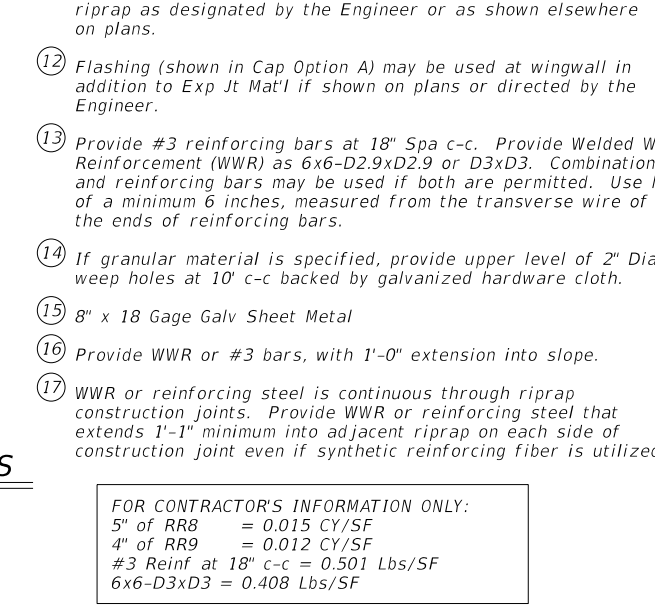 riprap as designated by the Engineer or as shown elsewhere
on plans.
12 Flashing (shown in Cap Option A) may be used at wingwall in
addition to Exp Jt Mat'l if shown on plans or directed by the
Engineer.
13 Provide #3 reinforcing bars at 18" Spa c-c. Provide Welded W
Reinforcement (WWR) as 6x6-D2.9xD2.9 or D3xD3. Combination
and reinforcing bars may be used if both are permitted. Use
of a minimum 6 inches, measured from the transverse wire of
the ends of reinforcing bars.
14 If granular material is specified, provide upper level of 2" Dia
weep holes at 10' c-c backed by galvanized hardware cloth.
15 8" x 18 Gage Galv Sheet Metal
16 Provide WWR or #3 bars, with 1'-0" extension into slope.
17 WWR or reinforcing steel is continuous through riprap
construction joints. Provide WWR or reinforcing steel that
extends 1'-1" minimum into adjacent riprap on each side of
construction joint even if synthetic reinforcing fiber is utilized
S
FOR CONTRACTOR'S INFORMATION ONLY:
5" of RR8 = 0.015 CY/SF
4" of RR9 = 0.012 CY/SF
#3 Reinf at 18" c-c = 0.501 Lbs/SF
6x6-D3xD3 = 0.408 Lbs/SF